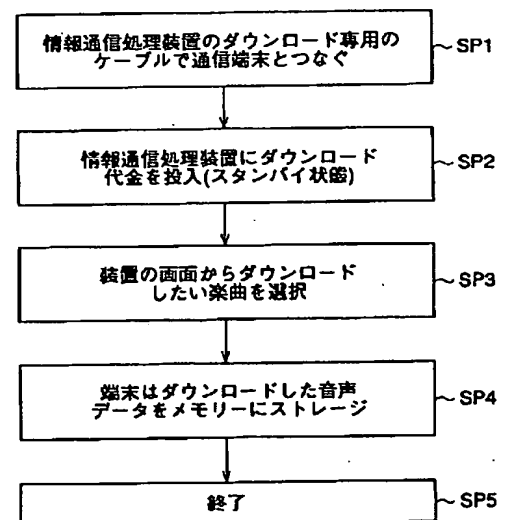 情報通信処理装置のダウンロード専用の
ケーブルで通信端末とつなぐ
SP1
情報通信処理装置にダウンロード
代金を投入(スタンバイ状態)
SP2
装置の画面からダウンロード
したい楽曲を選択
SP3
端末はダウンロードした音声
データをメモリーにストレージ
SP4
終了
SP5